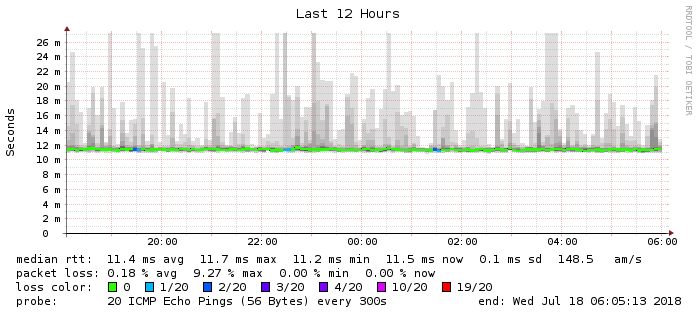 Last 12 Hours
RRDTOOL / TOBI OETIKER
Seconds
26 m
24 m
22 m
20 m
18 m
16 m
14 m
12 m
10 m
8 m
6 m
4 m
2 m
0
20:00 22:00 00:00 02:00 04:00 06:00
median rtt: 11.4 ms avg 11.7 ms max 11.2 ms min 11.5 ms now 0.1 ms sd 148.5 am/s
packet loss: 0.18 % avg 9.27 % max 0.00 % min 0.00 % now
loss color: 0 1/20 2/20 3/20 4/20 10/20 19/20
probe: 20 ICMP Echo Pings (56 Bytes) every 300s end: Wed Jul 18 06:05:13 2018